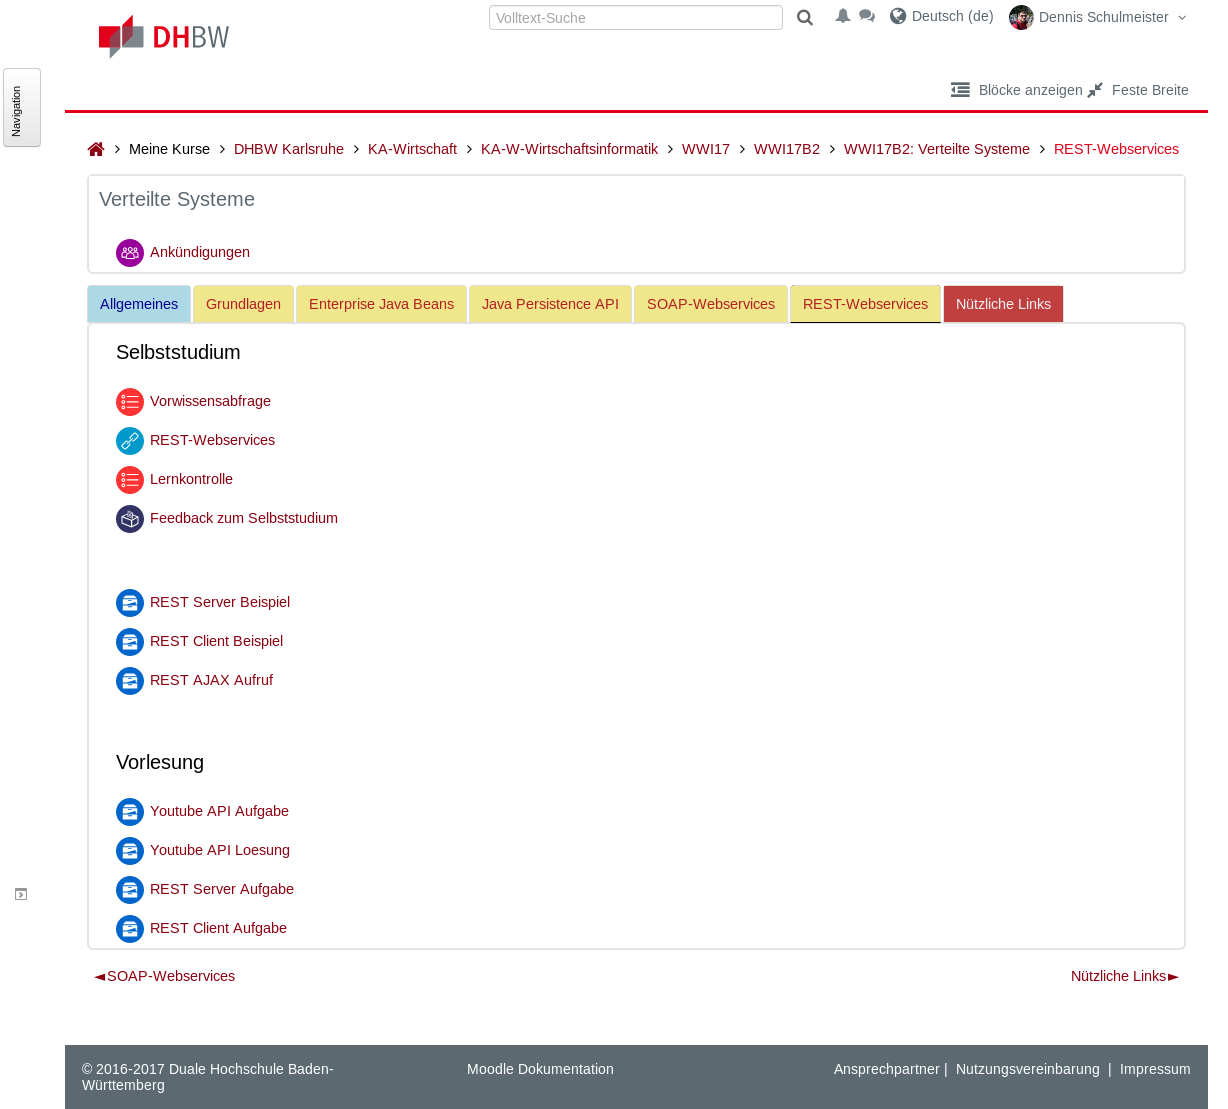 DHBW
Volltext-Suche
Deutsch (de)
Dennis Schulmeister
Navigation
Blöcke anzeigen
Feste Breite
Meine Kurse
DHBW Karlsruhe
KA-Wirtschaft
KA-W-Wirtschaftsinformatik
WWI17
WWI17B2
WWI17B2: Verteilte Systeme
REST-Webservices
Verteilte Systeme
Ankündigungen
Allgemeines
Grundlagen
Enterprise Java Beans
Java Persistence API
SOAP-Webservices
REST-Webservices
Nützliche Links
Selbststudium
Vorwissensabfrage
REST-Webservices
Lernkontrolle
Feedback zum Selbststudium
REST Server Beispiel
REST Client Beispiel
REST AJAX Aufruf
Vorlesung
Youtube API Aufgabe
Youtube API Loesung
REST Server Aufgabe
REST Client Aufgabe
◄SOAP-Webservices
Nützliche Links►
© 2016-2017 Duale Hochschule Baden-
Württemberg
Moodle Dokumentation
Ansprechpartner | Nutzungsvereinbarung | Impressum